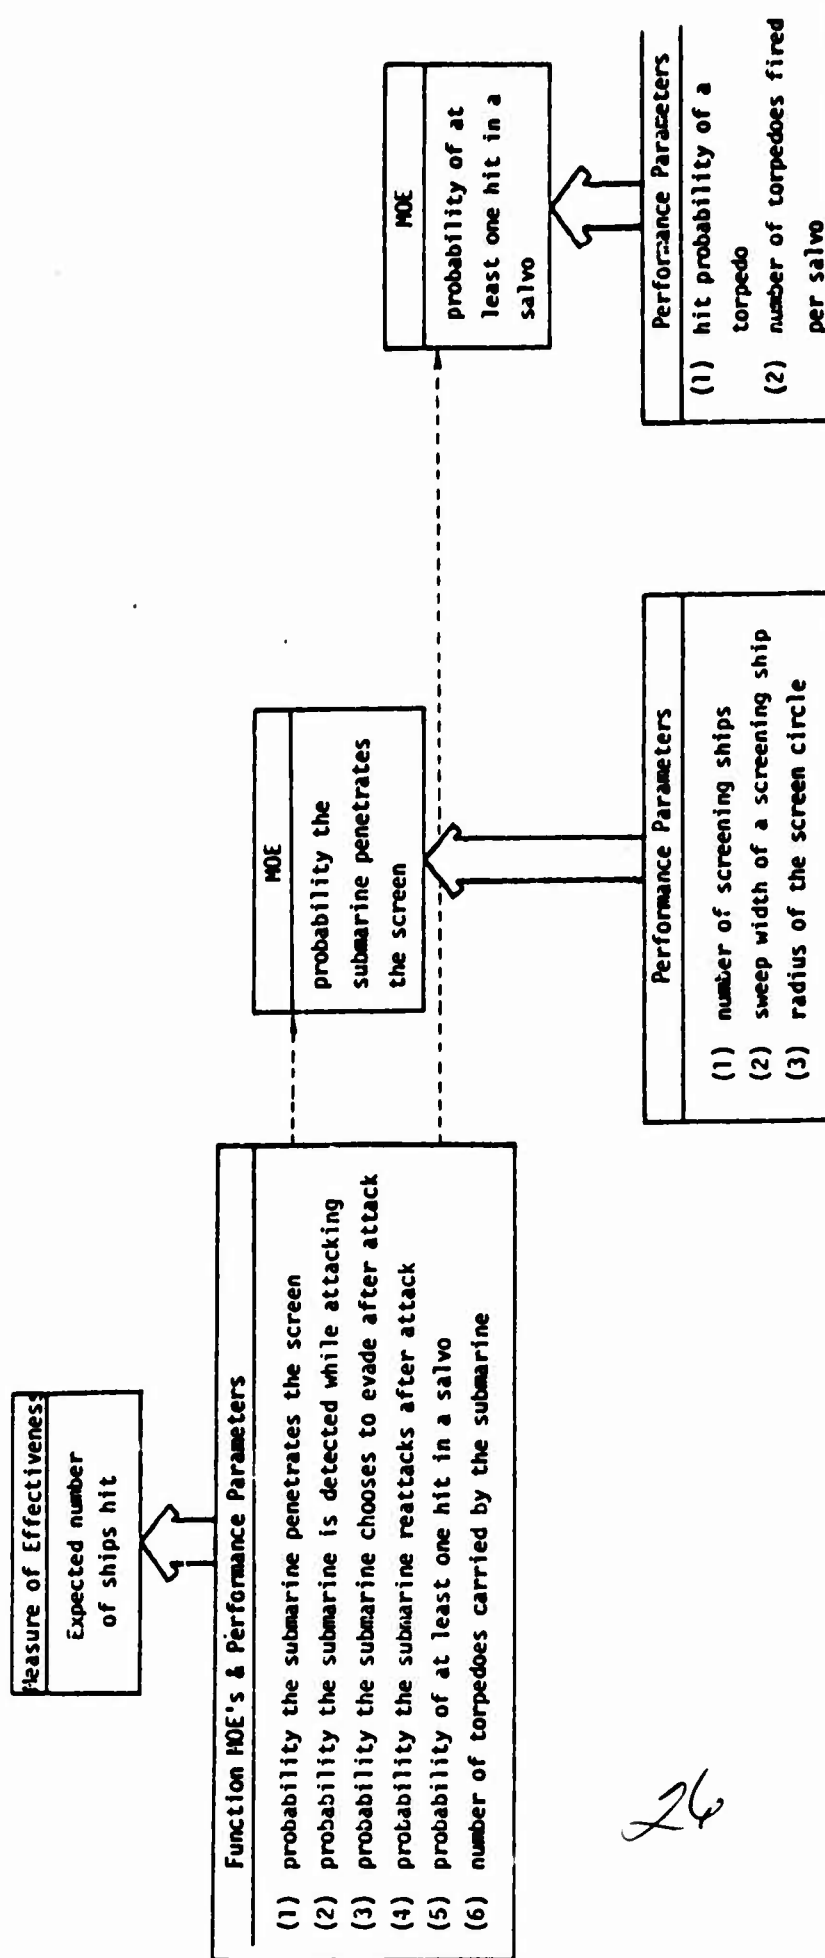 Measure of Effectiveness
Expected number
of ships hit
Function MOE's & Performance Parameters
(1) probability the submarine penetrates the screen
(2) probability the submarine is detected while attacking
(3) probability the submarine chooses to evade after attack
(4) probability the submarine reattacks after attack
(5) probability of at least one hit in a salvo
(6) number of torpedoes carried by the submarine
MOE
probability the
submarine penetrates
the screen
MOE
probability of at
least one hit in a
salvo
Performance Parameters
(1) number of screening ships
(2) sweep width of a screening ship
(3) radius of the screen circle
Performance Parameters
(1) hit probability of a
torpedo
(2) number of torpedoes fired
per salvo
26